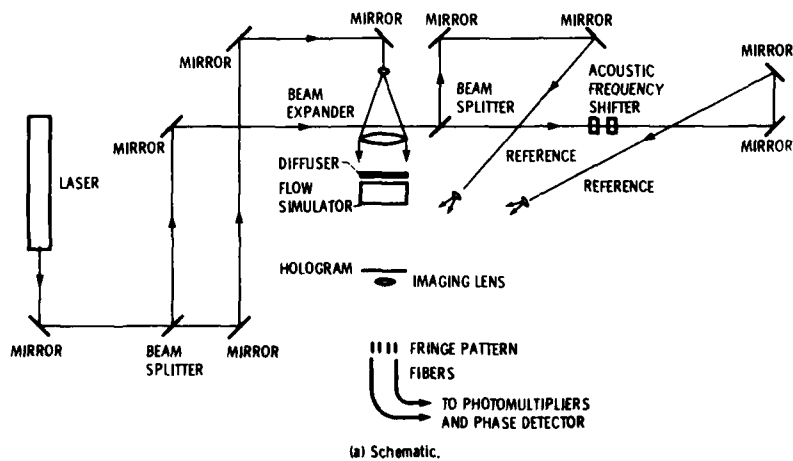 MIRROR
MIRROR
MIRROR
MIRROR
MIRROR
MIRROR
ACOUSTIC
FREQUENCY
SHIFTER
BEAM
EXPANDER
BEAM
SPLITTER
MIRROR
MIRROR
LASER
DIFFUSER
FLOW
SIMULATOR
REFERENCE
REFERENCE
HOLOGRAM
IMAGING LENS
MIRROR
BEAM
SPLITTER
MIRROR
FRINGE PATTERN
FIBERS
TO PHOTOMULTIPLIERS
AND PHASE DETECTOR
(a) Schematic.